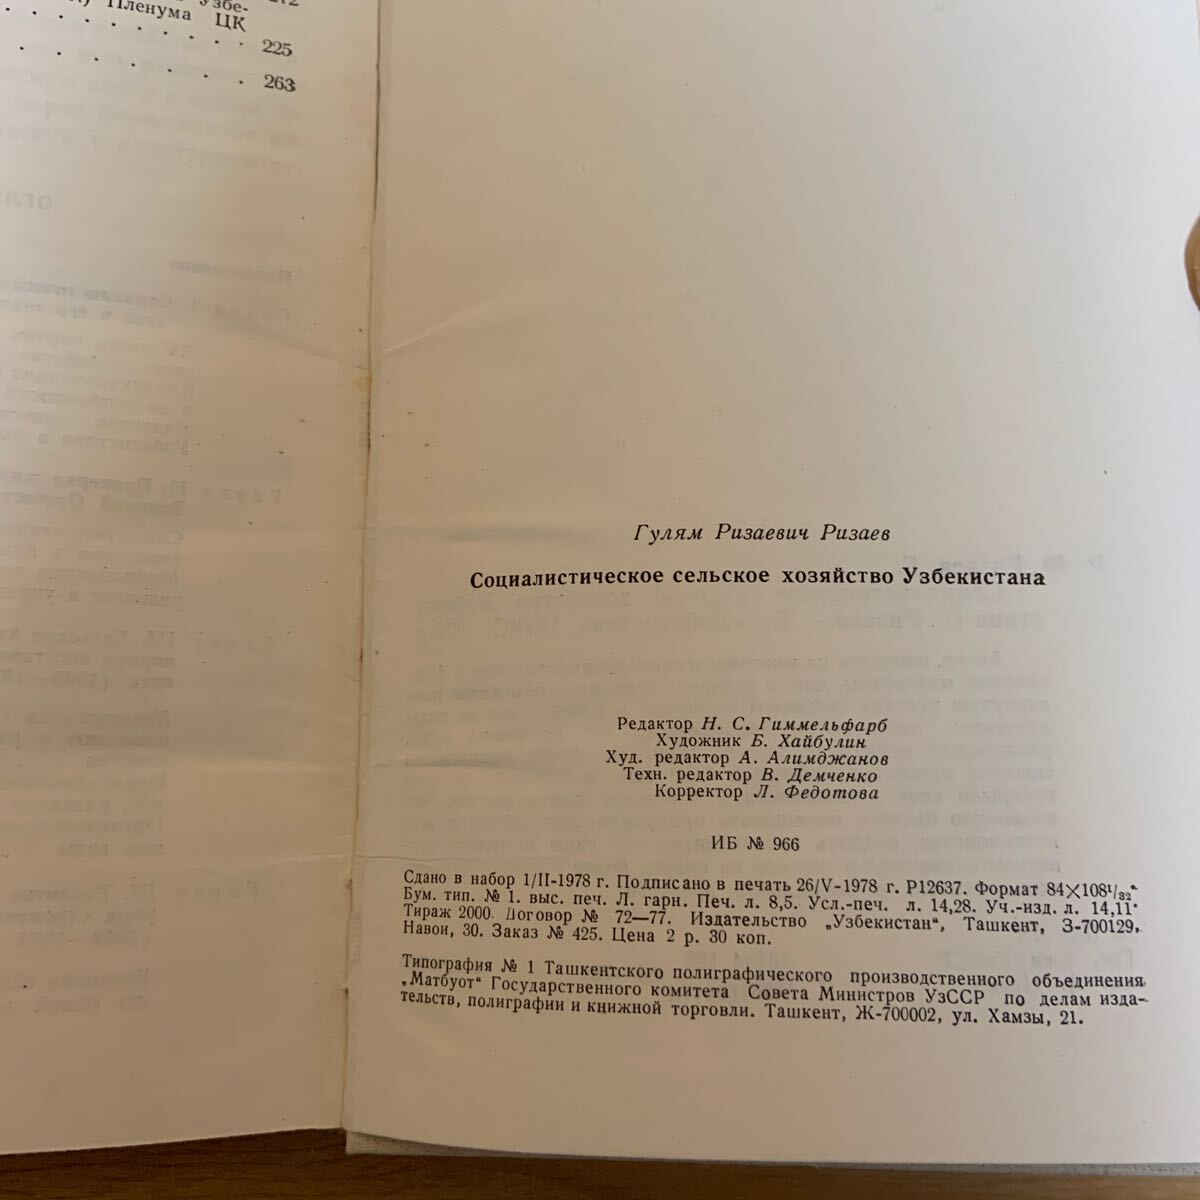 Узбе-
Пленума ЦК
225
263
Гулям Ризаевич Ризаев
Социалистическое сельское хозяйство Узбекистана
Редактор Н. С. Гиммельфарб
Художник Б. Хайбулин
Худ. редактор А. Алимджанов
Техн. редактор В. Демченко
Корректор Л. Федотова
ИБ № 966
Сдано в набор 1/II-1978 г. Подписано в печать 26/V-1978 г. Р12637. Формат 84×108¹/₃₂.
Бум. тип. № 1. выс. печ. Л. гарн. Печ. л. 8,5. Усл.-печ. л. 14,28. Уч.-изд. л. 14,11.
Тираж 2000. Договор № 72—77. Издательство „Узбекистан“, Ташкент, З-700129,
Навои, 30. Заказ № 425. Цена 2 р. 30 коп.
Типография № 1 Ташкентского полиграфического производственного объединения
„Матбуот“ Государственного комитета Совета Министров УзССР по делам изда-
тельств, полиграфии и книжной торговли. Ташкент, Ж-700002, ул. Хамзы, 21.